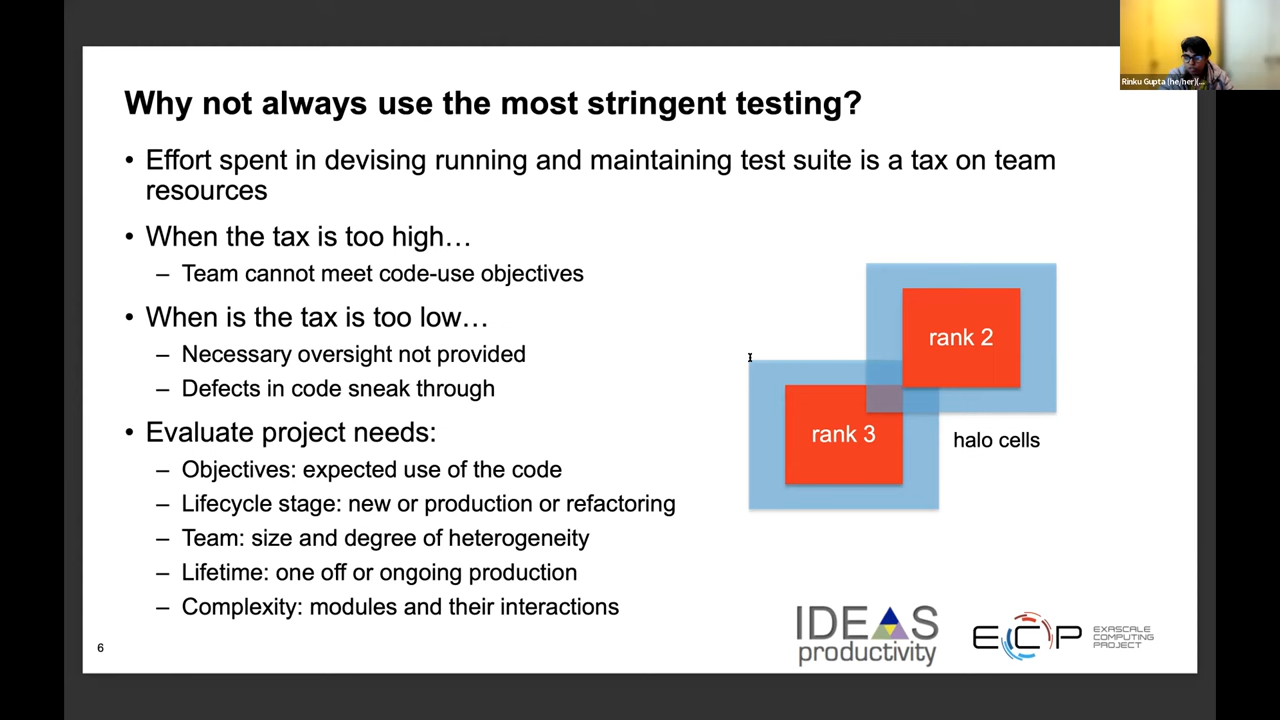 Rinku Gupta (he/her)(...
Why not always use the most stringent testing?
• Effort spent in devising running and maintaining test suite is a tax on team
resources
• When the tax is too high…
– Team cannot meet code-use objectives
• When is the tax is too low…
– Necessary oversight not provided
– Defects in code sneak through
• Evaluate project needs:
– Objectives: expected use of the code
– Lifecycle stage: new or production or refactoring
– Team: size and degree of heterogeneity
– Lifetime: one off or ongoing production
– Complexity: modules and their interactions
rank 2
rank 3
halo cells
6
IDEAS
productivity
ECP
EXASCALE
COMPUTING
PROJECT